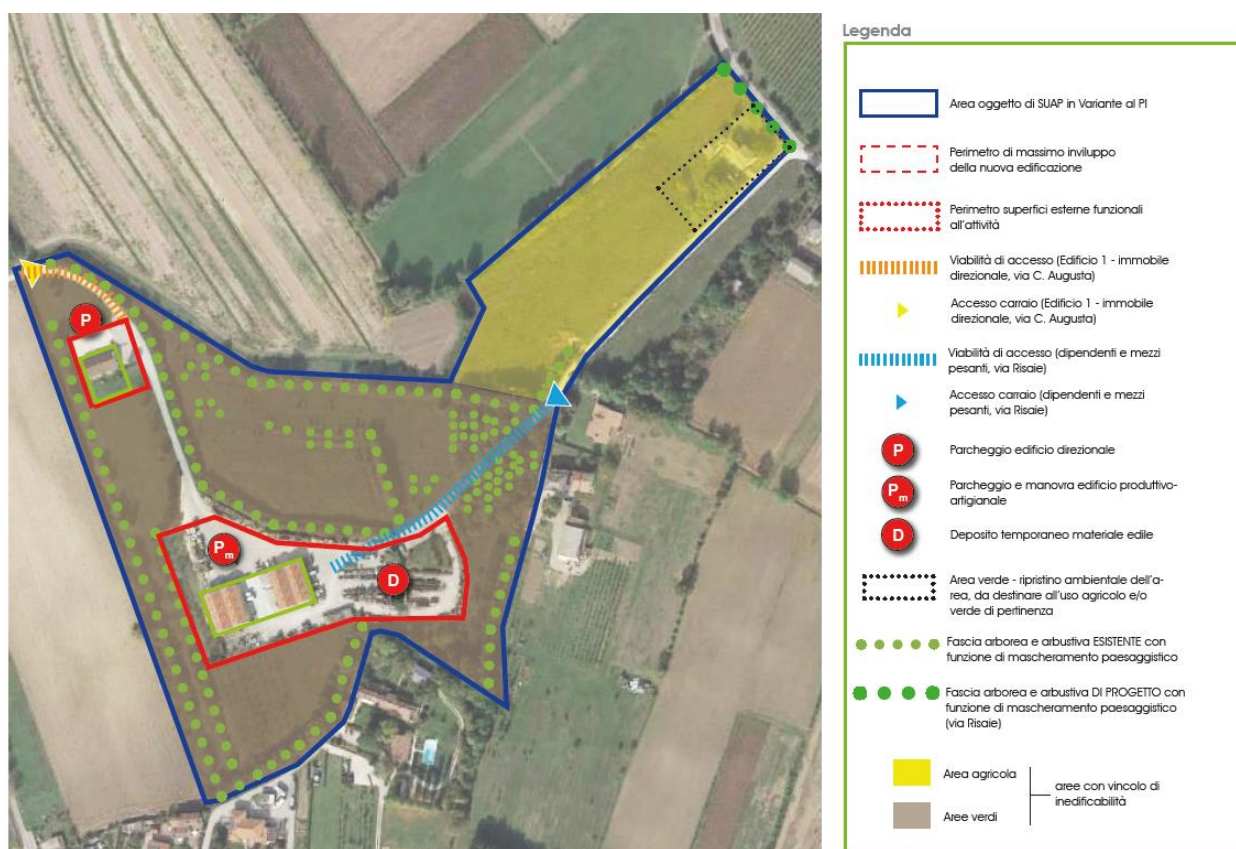 Legenda
Area oggetto di SUAP in Variante al PI
Perimetro di massimo inviluppo
della nuova edificazione
Perimetro superfici esterne funzionali
all'attività
Viabilità di accesso (Edificio 1 - immobile
direzionale, via C. Augusta)
Accesso carraio (Edificio 1 - immobile
direzionale, via C. Augusta)
Viabilità di accesso (dipendenti e mezzi
pesanti, via Risaie)
Accesso carraio (dipendenti e mezzi
pesanti, via Risaie)
P
Parcheggio edificio direzionale
Pm
Parcheggio e manovra edificio produttivo-
artigianale
D
Deposito temporaneo materiale edile
Area verde - ripristino ambientale dell'a-
rea, da destinare all'uso agricolo e/o
verde di pertinenza
Fascia arborea e arbustiva ESISTENTE con
funzione di mascheramento paesaggistico
Fascia arborea e arbustiva DI PROGETTO con
funzione di mascheramento paesaggistico
(via Risaie)
Area agricola
Aree verdi
aree con vincolo di
inedificabilità
P
Pm
D